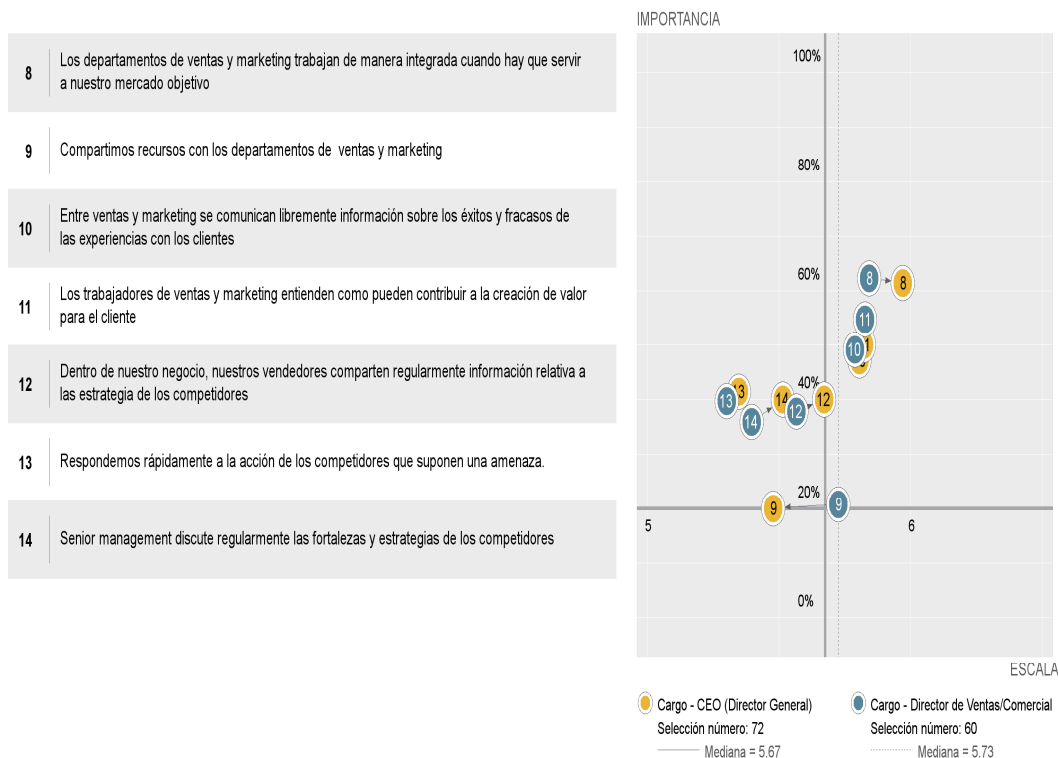 IMPORTANCIA
8
Los departamentos de ventas y marketing trabajan de manera integrada cuando hay que servir
a nuestro mercado objetivo
9
Compartimos recursos con los departamentos de ventas y marketing
10
Entre ventas y marketing se comunican libremente información sobre los éxitos y fracasos de
las experiencias con los clientes
11
Los trabajadores de ventas y marketing entienden como pueden contribuir a la creación de valor
para el cliente
12
Dentro de nuestro negocio, nuestros vendedores comparten regularmente información relativa a
las estrategia de los competidores
13
Respondemos rápidamente a la acción de los competidores que suponen una amenaza.
14
Senior management discute regularmente las fortalezas y estrategias de los competidores
100%
80%
60%
8
8
11
10
40%
13
13
14
12
12
14
20%
9
9
5
6
0%
ESCALA
Cargo - CEO (Director General)
Selección número: 72
Mediana = 5.67
Cargo - Director de Ventas/Comercial
Selección número: 60
Mediana = 5.73